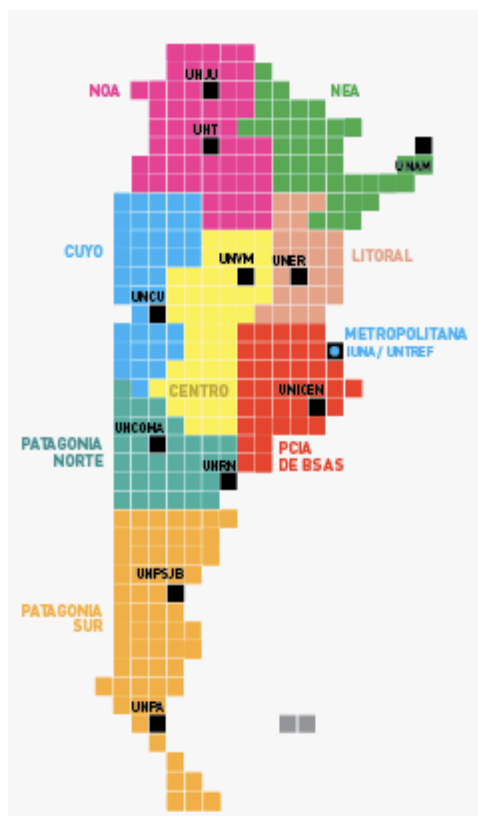 UNJU
NOA
NEA
UNT
UNAM
CUYO
UNVM
UNER
LITORAL
UNCU
METROPOLITANA
IUNA / UNTREF
CENTRO
UNICEN
UNCOMA
PATAGONIA
NORTE
PCIA
DE BSAS
UNRN
UNPSJB
PATAGONIA
SUR
UNPA